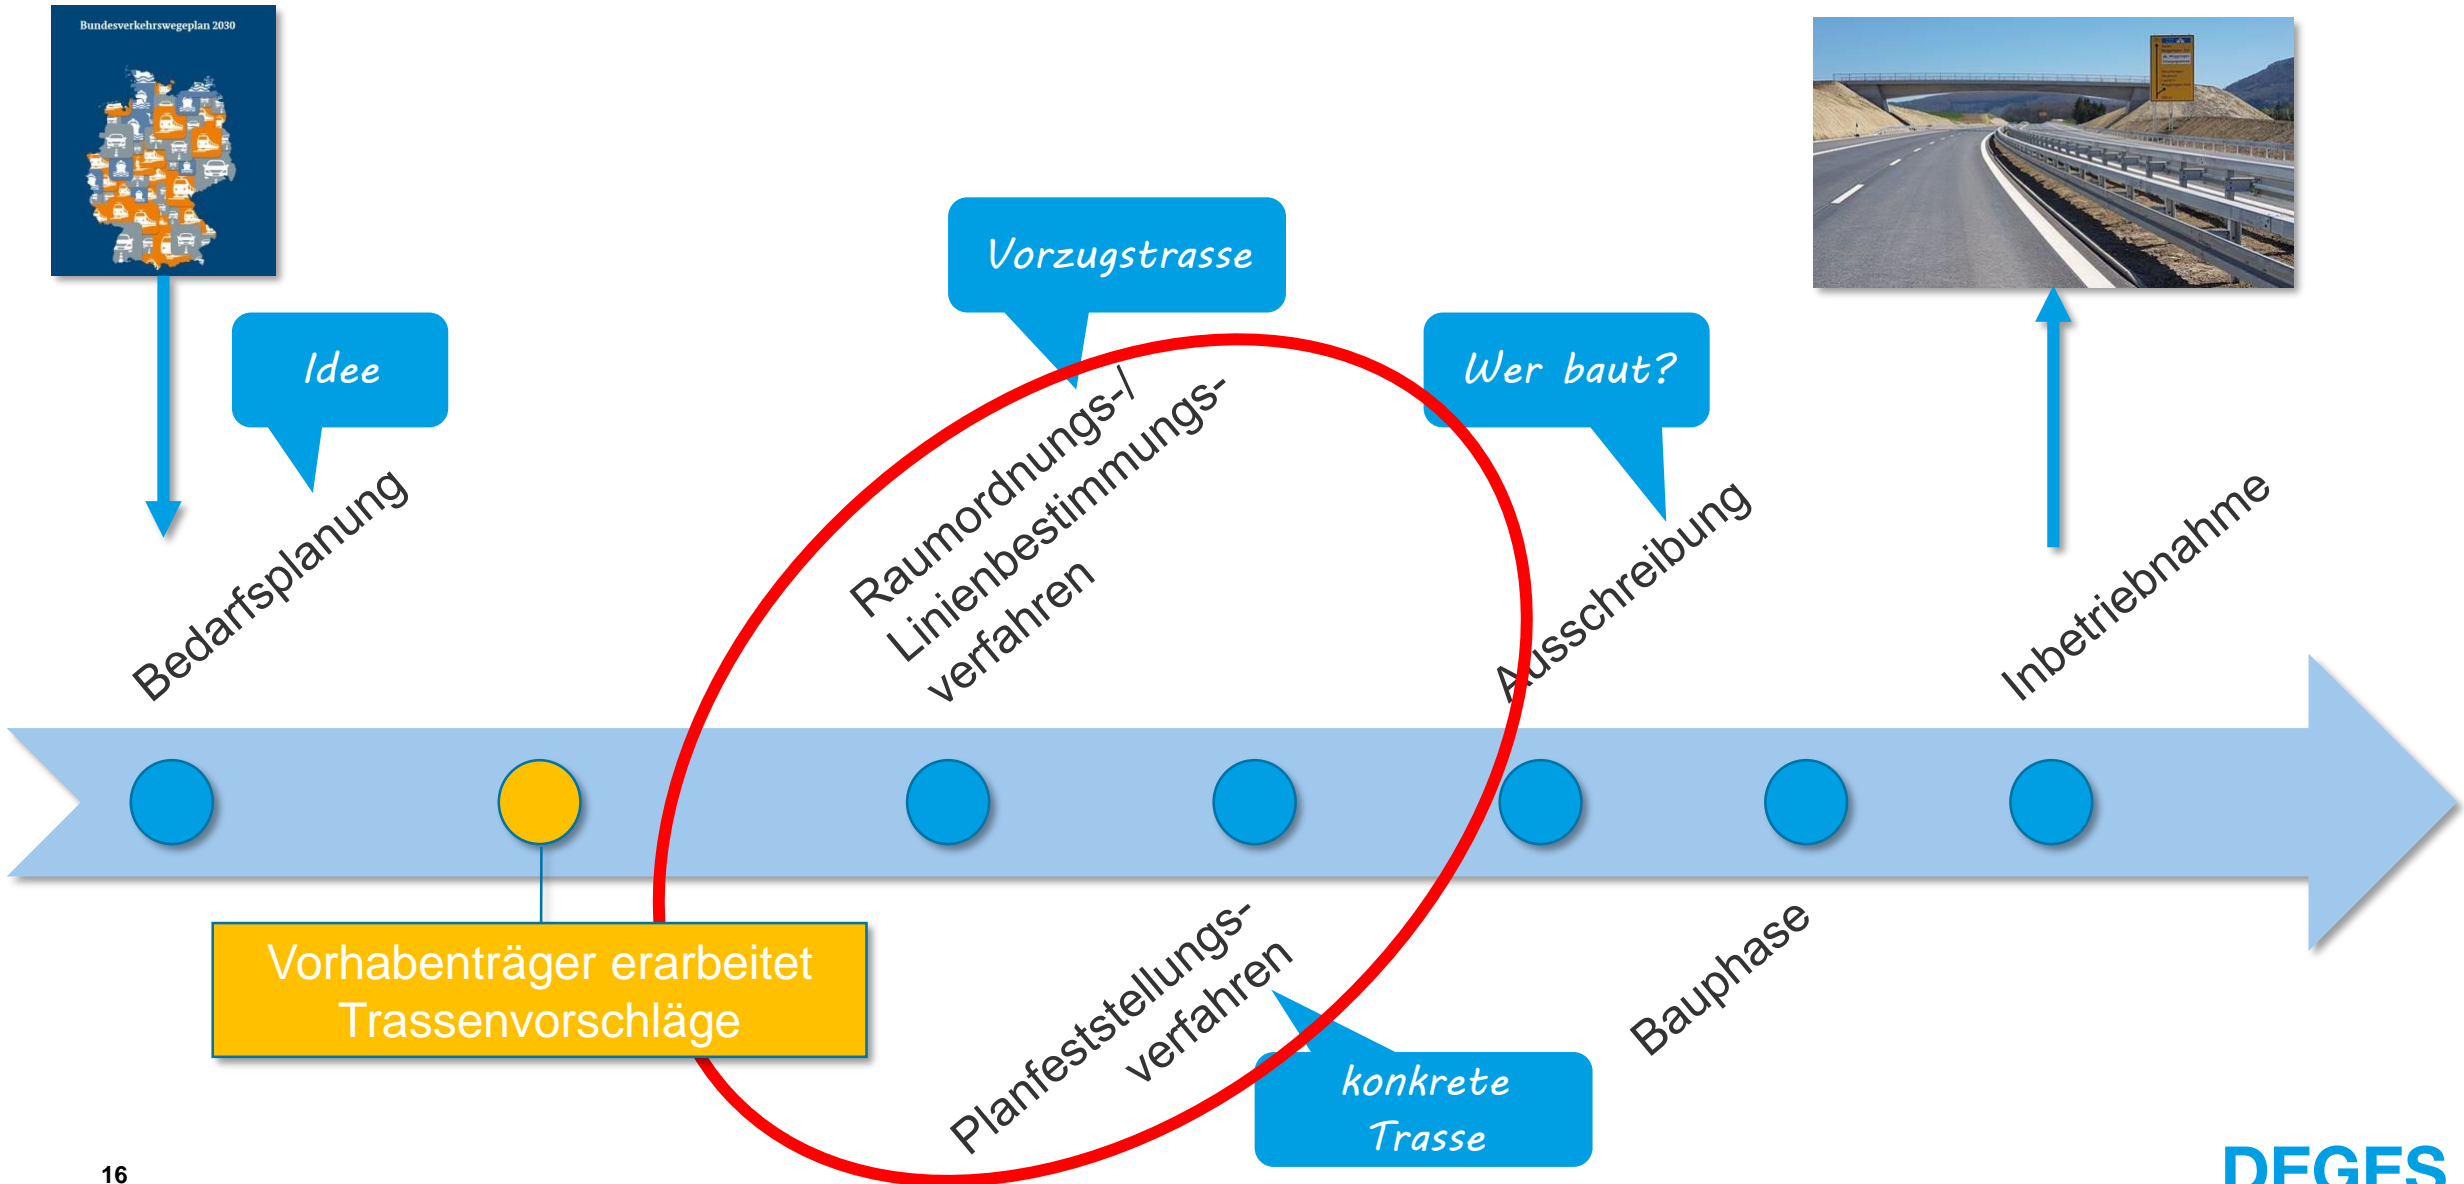 Bundesverkehrswegeplan 2030
Idee
Vorzugstrasse
Wer baut?
Bedarfsplanung
Raumordnungs-/
Linienbestimmungs-
verfahren
Ausschreibung
Inbetriebnahme
Vorhabenträger erarbeitet
Trassenvorschläge
Planfeststellungs-
verfahren
Bauphase
konkrete
Trasse
16
DEGES